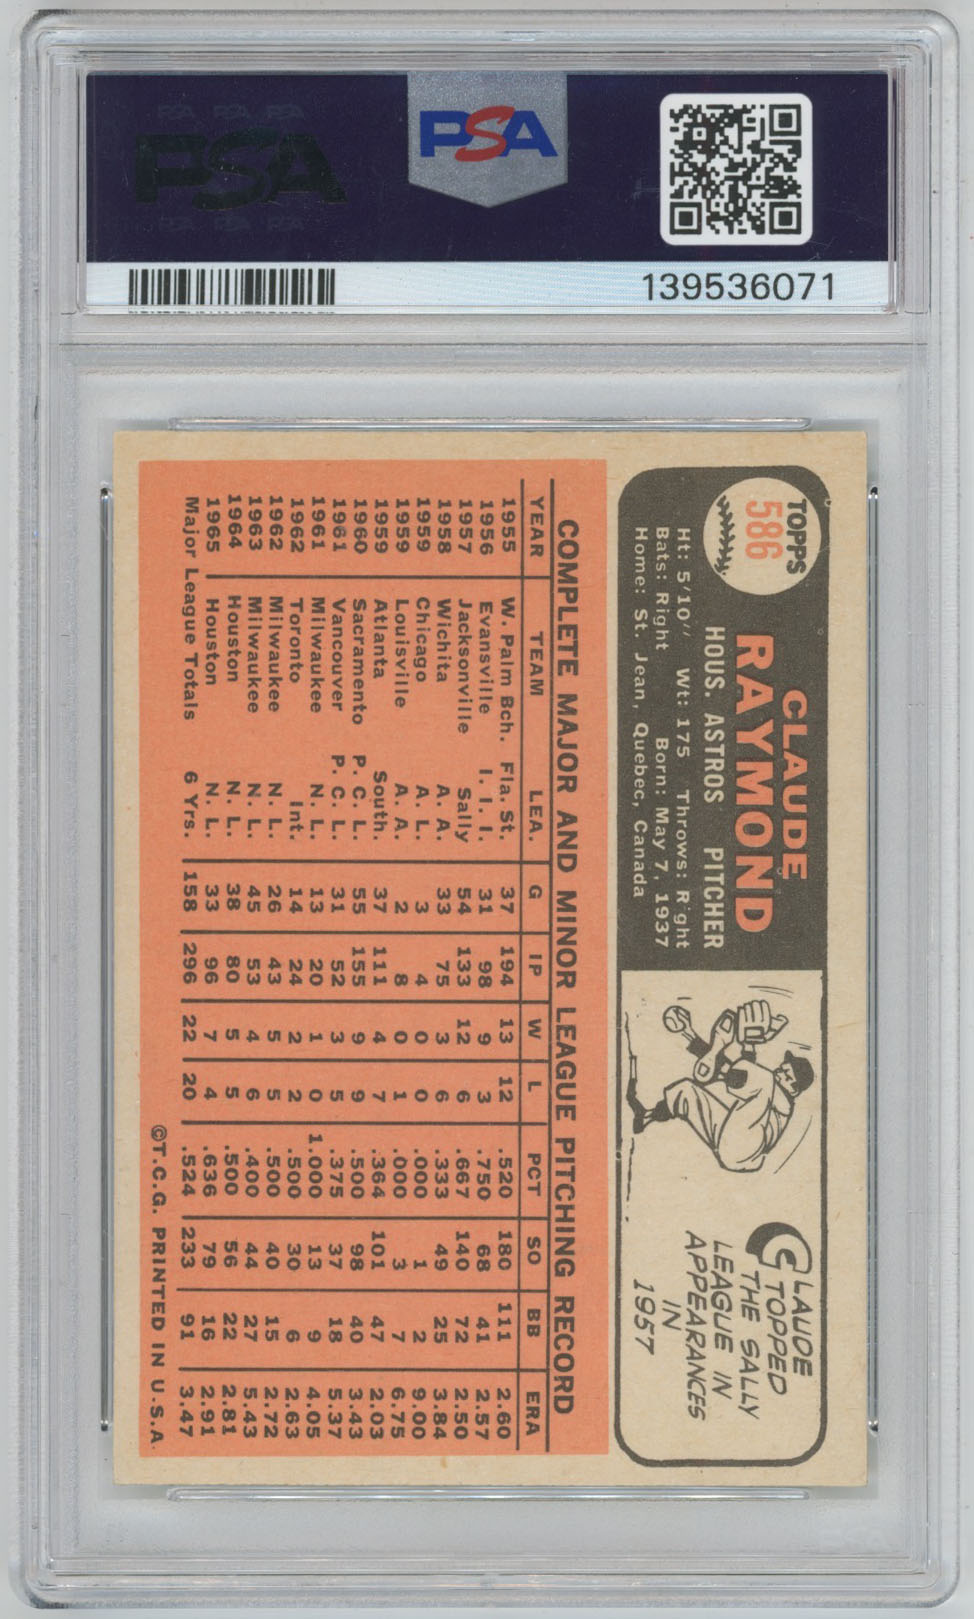 PSA PSA PSA
PSA
PSA PSA PSA
PSA
139536071
TOPPS
586
CLAUDE
RAYMOND
HOUS. ASTROS PITCHER
Ht: 5/10" Wt: 175 Throws: Right
Bats: Right Born: May 7, 1937
Home: St. Jean, Quebec, Canada
CLAUDE
TOPPED
THE SALLY
LEAGUE IN
APPEARANCES
IN
1957
COMPLETE MAJOR AND MINOR LEAGUE PITCHING RECORD
YEAR TEAM LEA. G IP W L PCT SO BB ERA
1955 W. Palm Bch. Fla. St. 37 194 13 12 .520 180 111 2.60
1956 Evansville I. I. I. 31 98 9 3 .750 68 41 2.57
1957 Jacksonville Sally 54 133 12 6 .667 140 72 2.50
1958 Wichita A. A. 33 75 3 6 .333 49 25 3.84
1959 Chicago A. L. 3 4 0 0 .000 1 2 9.00
1959 Louisville A. A. 2 8 0 1 .000 3 7 6.75
1959 Atlanta South. 37 111 4 7 .364 101 47 2.03
1960 Sacramento P. C. L. 55 155 9 9 .500 98 40 3.43
1961 Vancouver P. C. L. 31 52 3 5 .375 37 18 5.37
1961 Milwaukee N. L. 13 20 1 0 1.000 13 9 4.05
1962 Toronto Int. 14 24 2 2 .500 30 6 2.63
1962 Milwaukee N. L. 26 43 5 5 .500 40 15 2.72
1963 Milwaukee N. L. 45 53 4 6 .400 44 27 5.43
1964 Houston N. L. 38 80 5 5 .500 56 22 2.81
1965 Houston N. L. 33 96 7 4 .636 79 16 2.91
Major League Totals 6 Yrs. 158 296 22 20 .524 233 91 3.47
©T.C.G. PRINTED IN U.S.A.